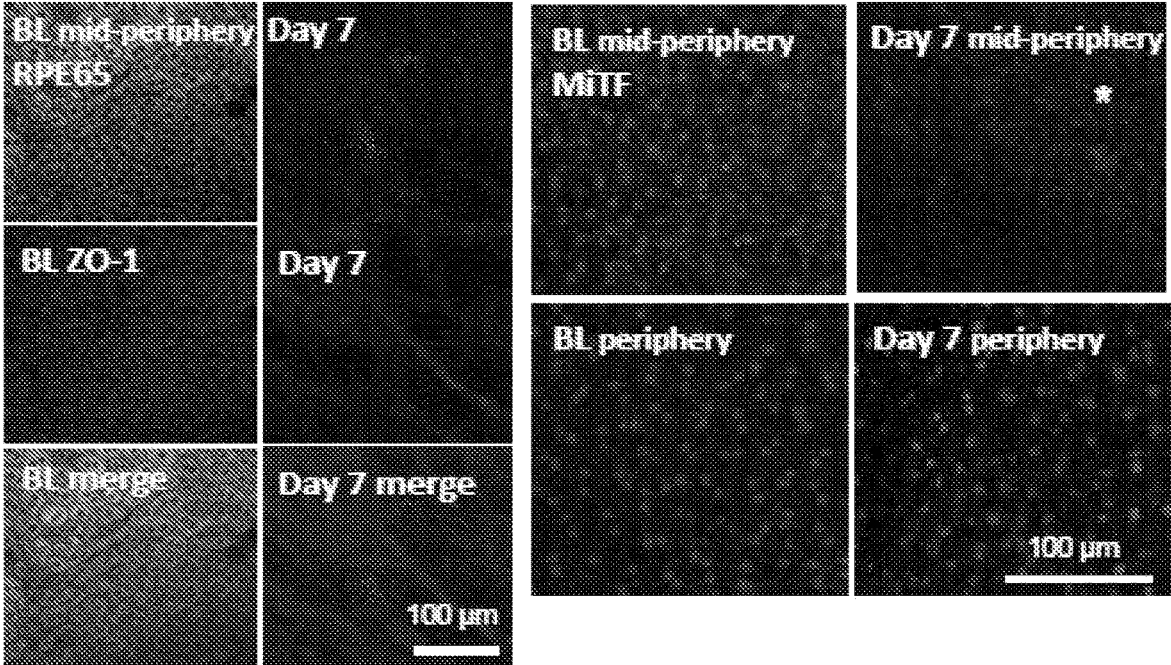 BL mid-periphery
RPE65
Day 7
BL ZO-1
Day 7
BL merge
Day 7 merge
100 µm
BL mid-periphery
MiTF
Day 7 mid-periphery
*
BL periphery
Day 7 periphery
100 µm